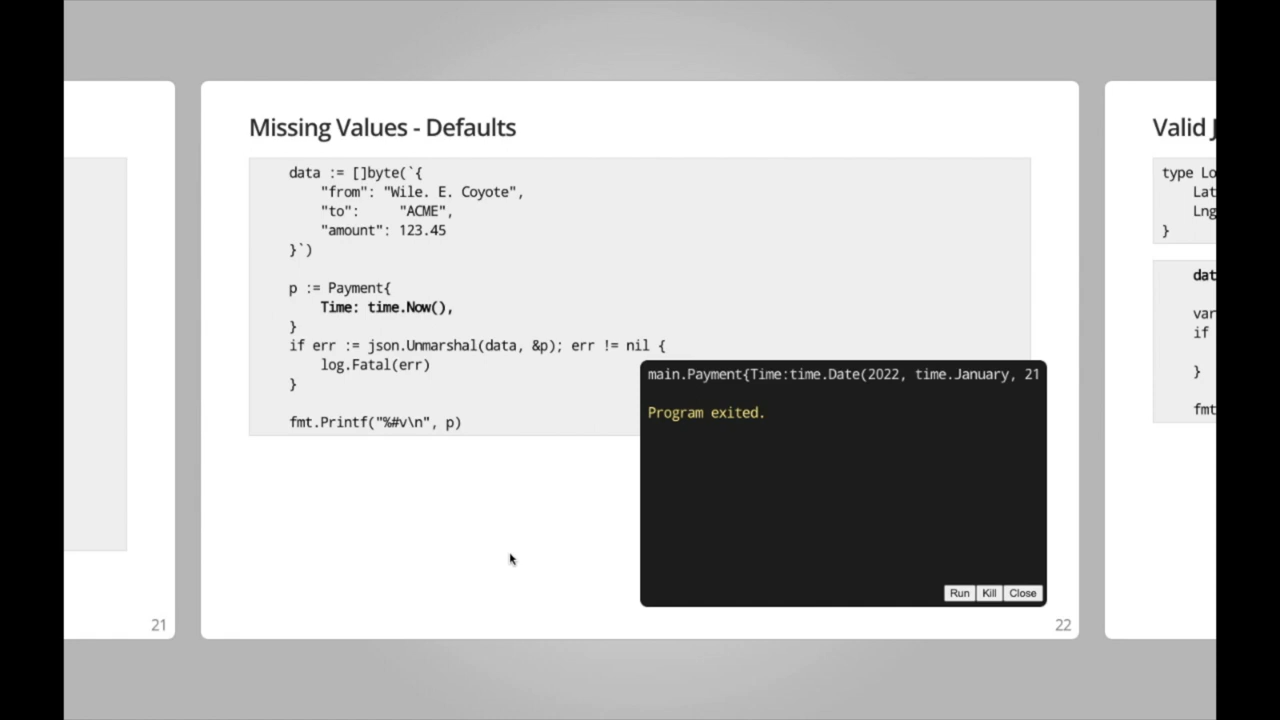 Missing Values - Defaults
data := []byte(`{
"from": "Wile. E. Coyote",
"to":     "ACME",
"amount": 123.45
}`)
p := Payment{
Time: time.Now(),
}
if err := json.Unmarshal(data, &p); err != nil {
log.Fatal(err)
}
fmt.Printf("%#v\n", p)
main.Payment{Time:time.Date(2022, time.January, 21
Program exited.
Run Kill Close
21
22
Valid J
type Lo
Lat
Lng
}
dat
var
if
}
fmt